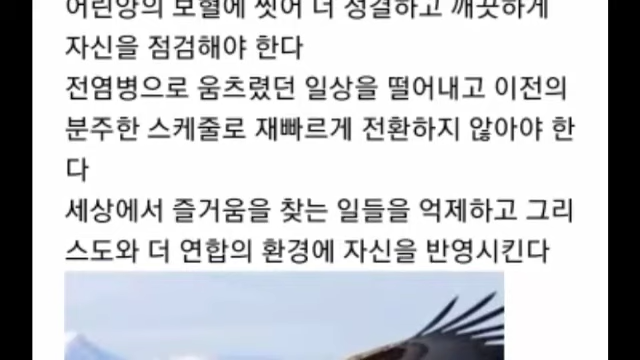 어린양의 보혈에 씻어 더 정결하고 깨끗하게
자신을 점검해야 한다
전염병으로 움츠렸던 일상을 떨어내고 이전의
분주한 스케줄로 재빠르게 전환하지 않아야 한
다
세상에서 즐거움을 찾는 일들을 억제하고 그리
스도와 더 연합의 환경에 자신을 반영시킨다